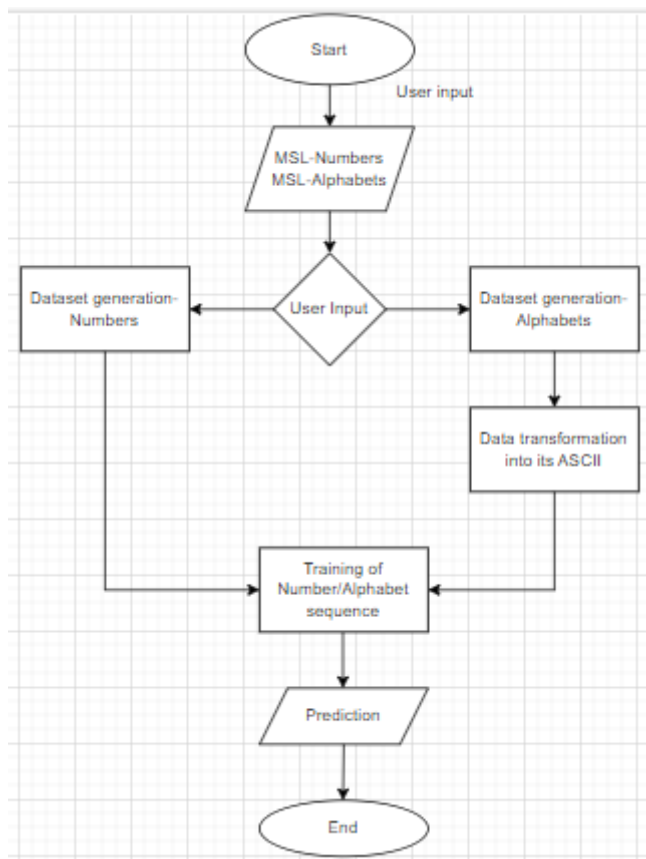 Start
User input
MSL-Numbers
MSL-Alphabets
User Input
Dataset generation-
Numbers
Dataset generation-
Alphabets
Data transformation
into its ASCII
Training of
Number/Alphabet
sequence
Prediction
End